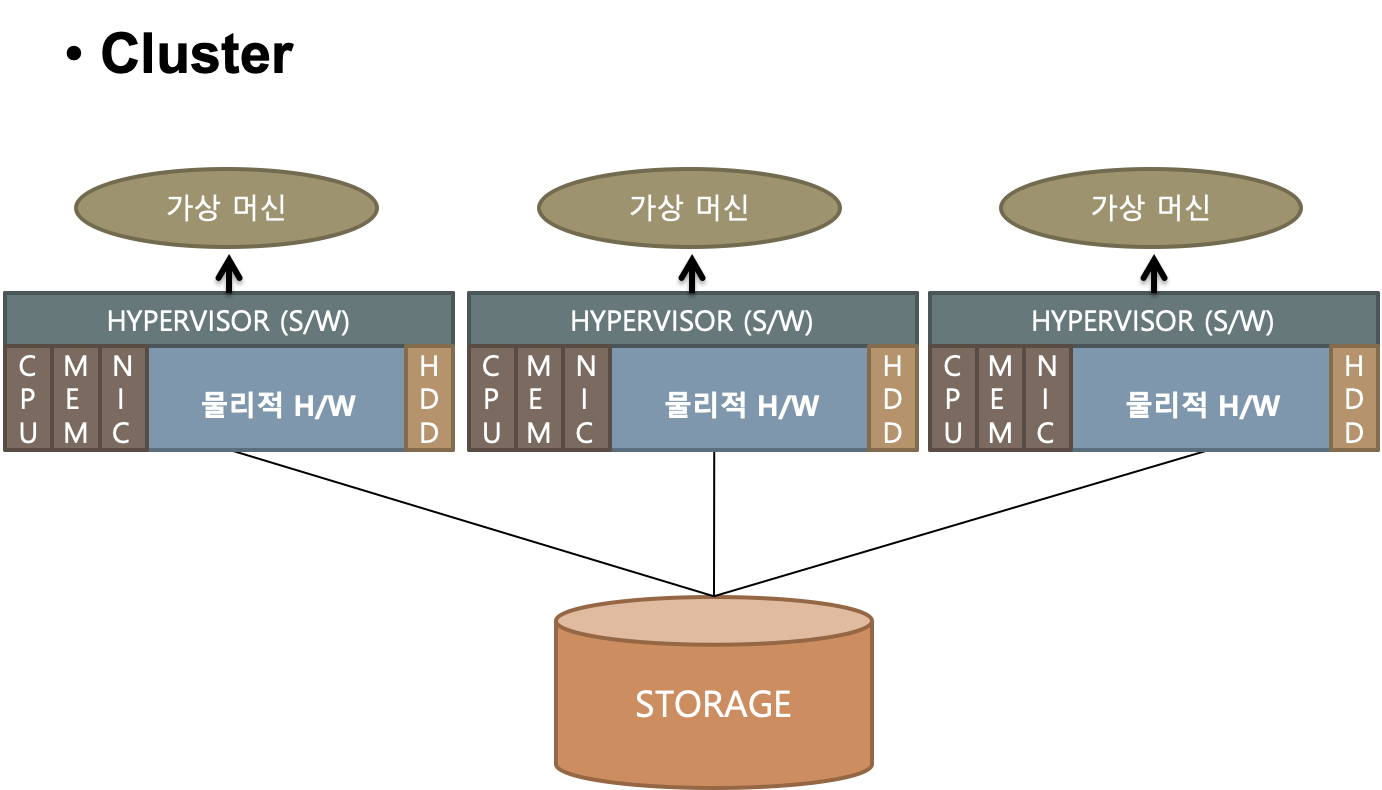 • Cluster
가상 머신
가상 머신
가상 머신
HYPERVISOR (S/W)
HYPERVISOR (S/W)
HYPERVISOR (S/W)
CPU
MEM
NIC
물리적 H/W
HDD
CPU
MEM
NIC
물리적 H/W
HDD
CPU
MEM
NIC
물리적 H/W
HDD
STORAGE